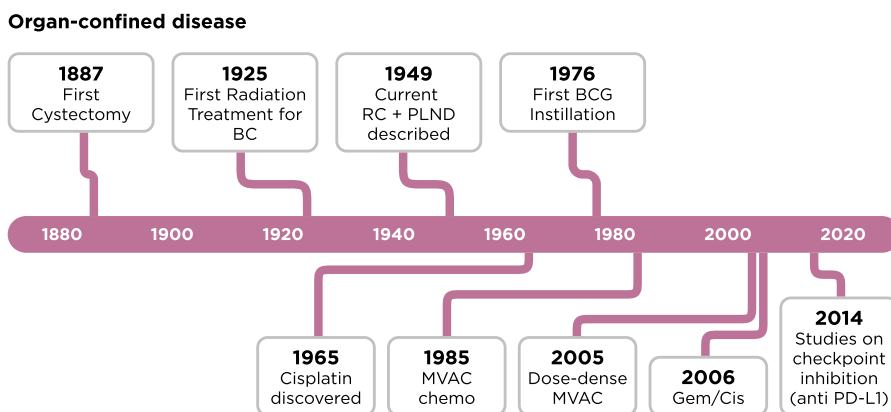 Organ-confined disease
1887
First
Cystectomy
1925
First Radiation
Treatment for
BC
1949
Current
RC + PLND
described
1976
First BCG
Instillation
1880 1900 1920 1940 1960 1980 2000 2020
1965
Cisplatin
discovered
1985
MVAC
chemo
2005
Dose-dense
MVAC
2006
Gem/Cis
2014
Studies on
checkpoint
inhibition
(anti PD-L1)